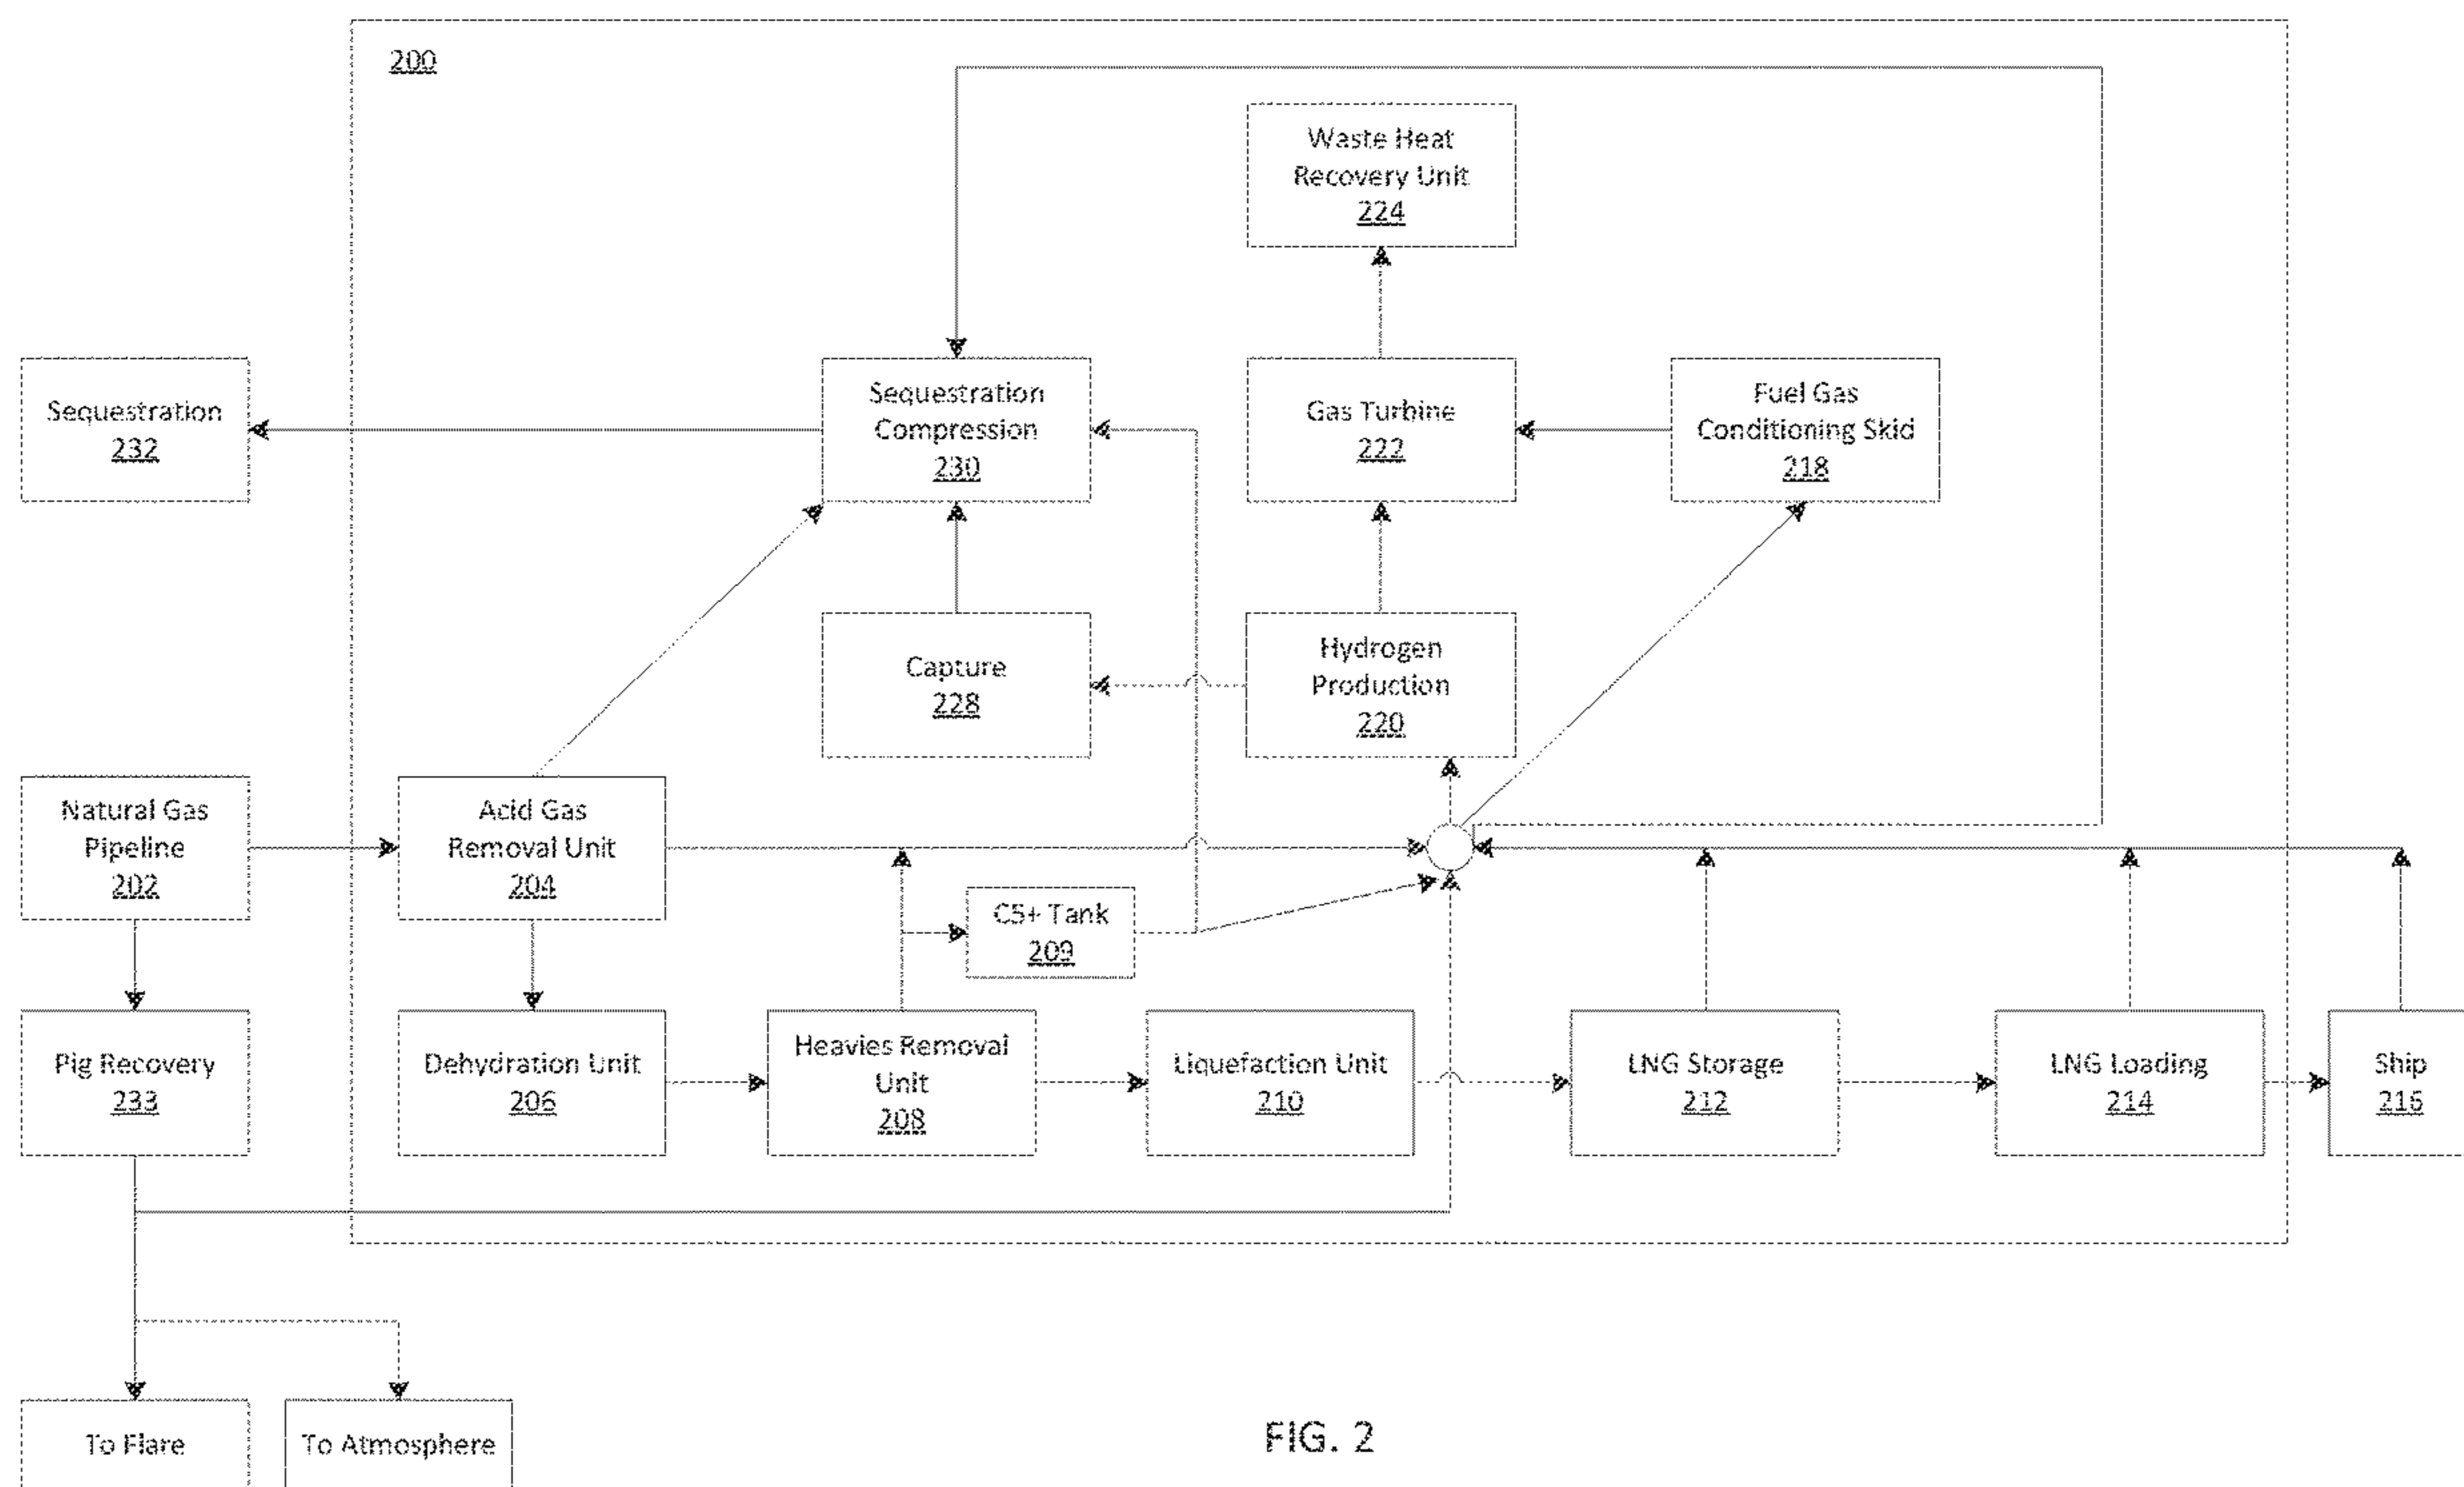 200
Waste Heat
Recovery Unit
224
Sequestration
232
Sequestration
Compression
230
Gas Turbine
222
Fuel Gas
Conditioning Skid
218
Capture
228
Hydrogen
Production
220
Natural Gas
Pipeline
202
Acid Gas
Removal Unit
204
C5+ Tank
209
Pig Recovery
233
Dehydration Unit
206
Heavies Removal
Unit
208
Liquefaction Unit
210
LNG Storage
212
LNG Loading
214
Ship
216
To Flare
To Atmosphere
FIG. 2